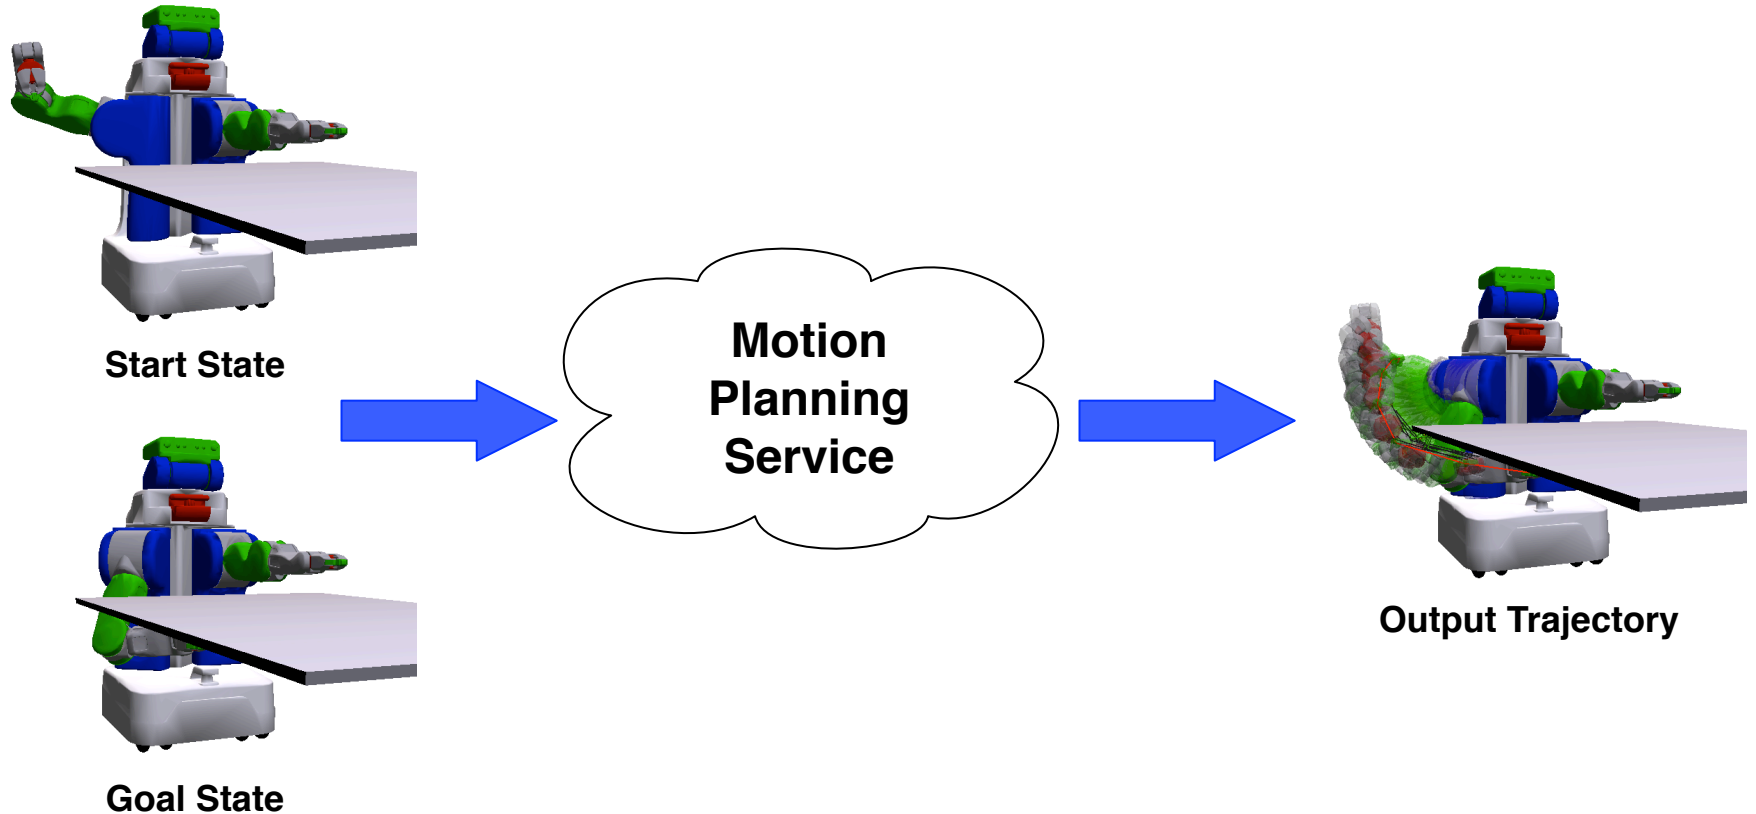 Start State
Goal State
Motion
Planning
Service
Output Trajectory